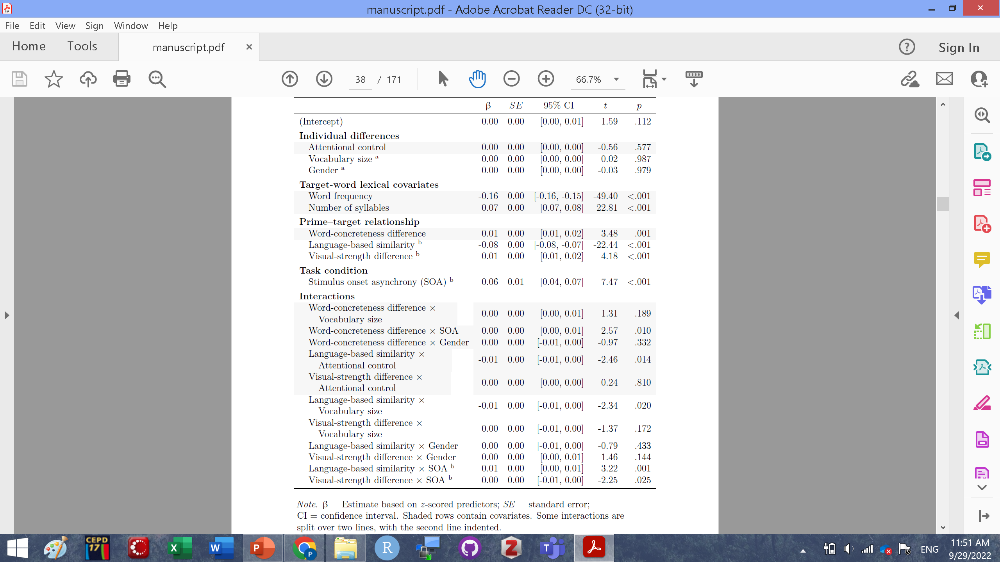 manuscript.pdf - Adobe Acrobat Reader DC (32-bit)
File Edit View Sign Window Help
Home Tools manuscript.pdf × ? Sign In
38 / 171 66.7%
β SE 95% CI t p
(Intercept) 0.00 0.00 [0.00, 0.01] 1.59 .112
Individual differences
Attentional control 0.00 0.00 [0.00, 0.00] -0.56 .577
Vocabulary size a 0.00 0.00 [0.00, 0.00] 0.02 .987
Gender a 0.00 0.00 [0.00, 0.00] -0.03 .979
Target-word lexical covariates
Word frequency -0.16 0.00 [-0.16, -0.15] -49.40 <.001
Number of syllables 0.07 0.00 [0.07, 0.08] 22.81 <.001
Prime–target relationship
Word-concreteness difference 0.01 0.00 [0.01, 0.02] 3.48 .001
Language-based similarity b -0.08 0.00 [-0.08, -0.07] -22.44 <.001
Visual-strength difference b 0.01 0.00 [0.01, 0.02] 4.18 <.001
Task condition
Stimulus onset asynchrony (SOA) b 0.06 0.01 [0.04, 0.07] 7.47 <.001
Interactions
Word-concreteness difference ×
Vocabulary size 0.00 0.00 [0.00, 0.01] 1.31 .189
Word-concreteness difference × SOA 0.00 0.00 [0.00, 0.01] 2.57 .010
Word-concreteness difference × Gender 0.00 0.00 [-0.01, 0.00] -0.97 .332
Language-based similarity ×
Attentional control -0.01 0.00 [-0.01, 0.00] -2.46 .014
Visual-strength difference ×
Attentional control 0.00 0.00 [0.00, 0.00] 0.24 .810
Language-based similarity ×
Vocabulary size -0.01 0.00 [-0.01, 0.00] -2.34 .020
Visual-strength difference ×
Vocabulary size 0.00 0.00 [-0.01, 0.00] -1.37 .172
Language-based similarity × Gender 0.00 0.00 [-0.01, 0.00] -0.79 .433
Visual-strength difference × Gender 0.00 0.00 [0.00, 0.01] 1.46 .144
Language-based similarity × SOA b 0.01 0.00 [0.00, 0.01] 3.22 .001
Visual-strength difference × SOA b 0.00 0.00 [-0.01, 0.00] -2.25 .025
Note. β = Estimate based on z-scored predictors; SE = standard error;
CI = confidence interval. Shaded rows contain covariates. Some interactions are
split over two lines, with the second line indented.
CEPD
17
X W P P R Z T
ENG
11:51 AM
9/29/2022